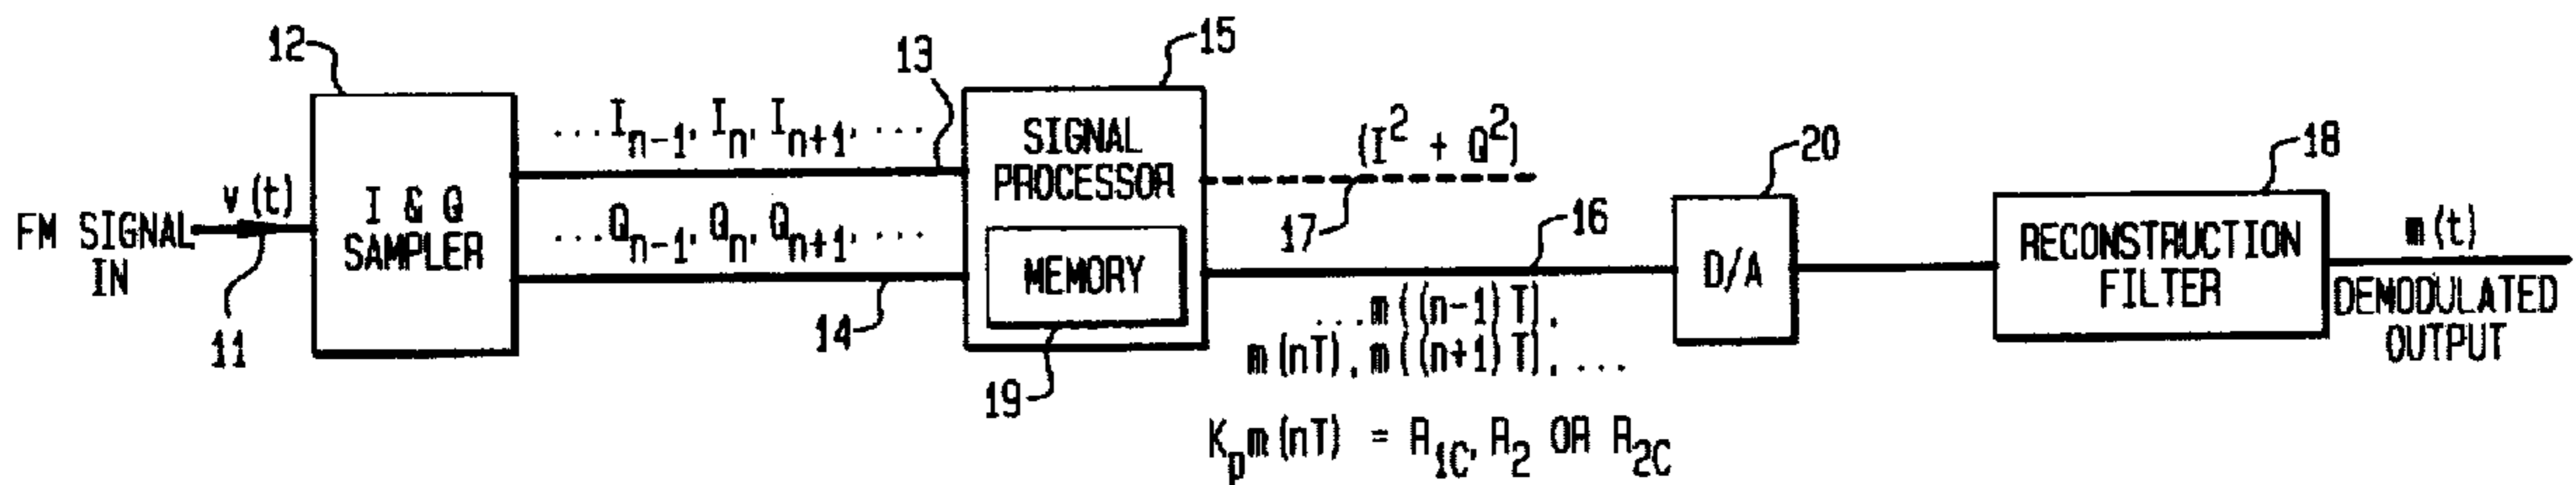 12
13
15
...I_{n-1}, I_n, I_{n+1}, ...
SIGNAL
PROCESSOR
(I^2 + Q^2)
20
18
v(t)
FM SIGNAL
IN
11
I & Q
SAMPLER
...Q_{n-1}, Q_n, Q_{n+1}, ...
14
MEMORY
19
17
16
D/A
RECONSTRUCTION
FILTER
m(t)
DEMODULATED
OUTPUT
...m((n-1)T),
m(nT), m((n+1)T), ...
K_p m(nT) = A_{1C}, A_2 OR A_{2C}